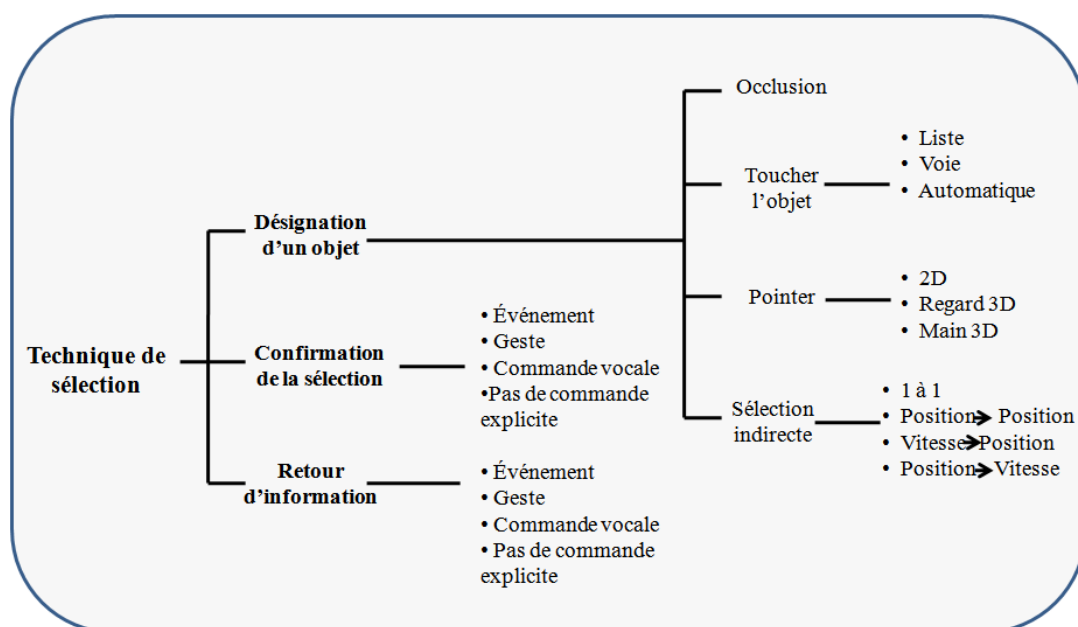 Technique de
sélection
Désignation
d'un objet
Occlusion
Toucher
l'objet
• Liste
• Voie
• Automatique
Pointer
• 2D
• Regard 3D
• Main 3D
Sélection
indirecte
• 1 à 1
• Position → Position
• Vitesse → Position
• Position → Vitesse
Confirmation
de la sélection
• Événement
• Geste
• Commande vocale
•Pas de commande
explicite
Retour
d'information
• Événement
• Geste
• Commande vocale
• Pas de commande
explicite